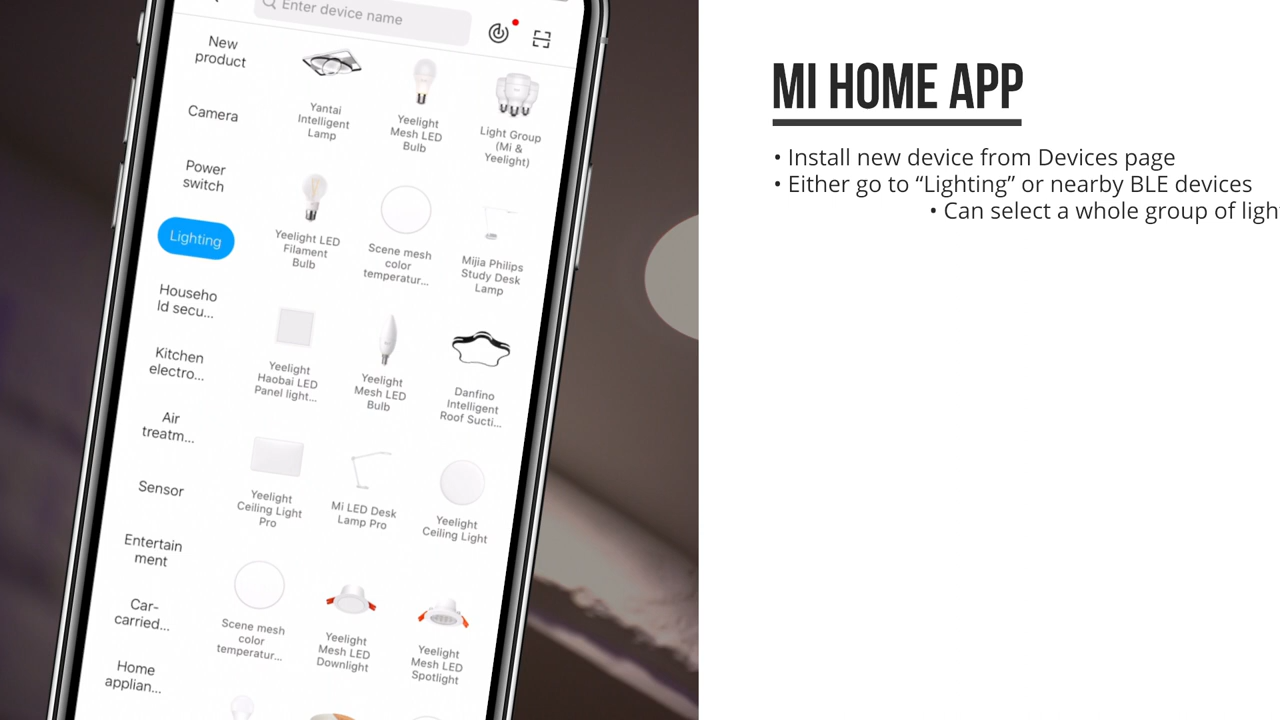 Enter device name
New
product
Camera
Power
switch
Lighting
Househo
ld secu...
Kitchen
electro...
Air
treatm...
Sensor
Entertain
ment
Car-
carried...
Home
applian...
Yantai
Intelligent
Lamp
Yeelight
Mesh LED
Bulb
Light Group
(Mi &
Yeelight)
Yeelight LED
Filament
Bulb
Scene mesh
color
temperatur...
Mijia Philips
Study Desk
Lamp
Yeelight
Haobai LED
Panel light...
Yeelight
Mesh LED
Bulb
Danfino
Intelligent
Roof Sucti...
Yeelight
Ceiling Light
Pro
Mi LED Desk
Lamp Pro
Yeelight
Ceiling Light
Scene mesh
color
temperatur...
Yeelight
Mesh LED
Downlight
Yeelight
Mesh LED
Spotlight
MI HOME APP
• Install new device from Devices page
• Either go to “Lighting” or nearby BLE devices
• Can select a whole group of ligh